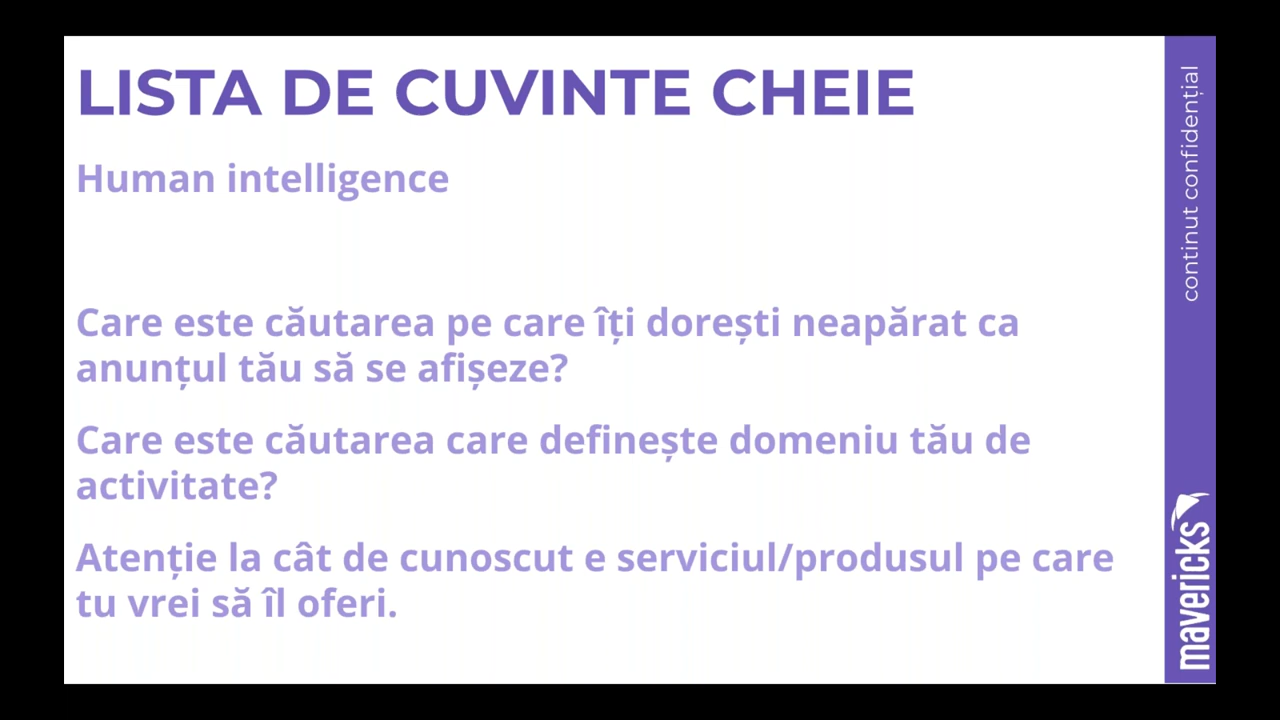 LISTA DE CUVINTE CHEIE
Human intelligence
Care este căutarea pe care îți dorești neapărat ca
anunțul tău să se afișeze?
Care este căutarea care definește domeniu tău de
activitate?
Atenție la cât de cunoscut e serviciul/produsul pe care
tu vrei să îl oferi.
continut confidențial
mavericks